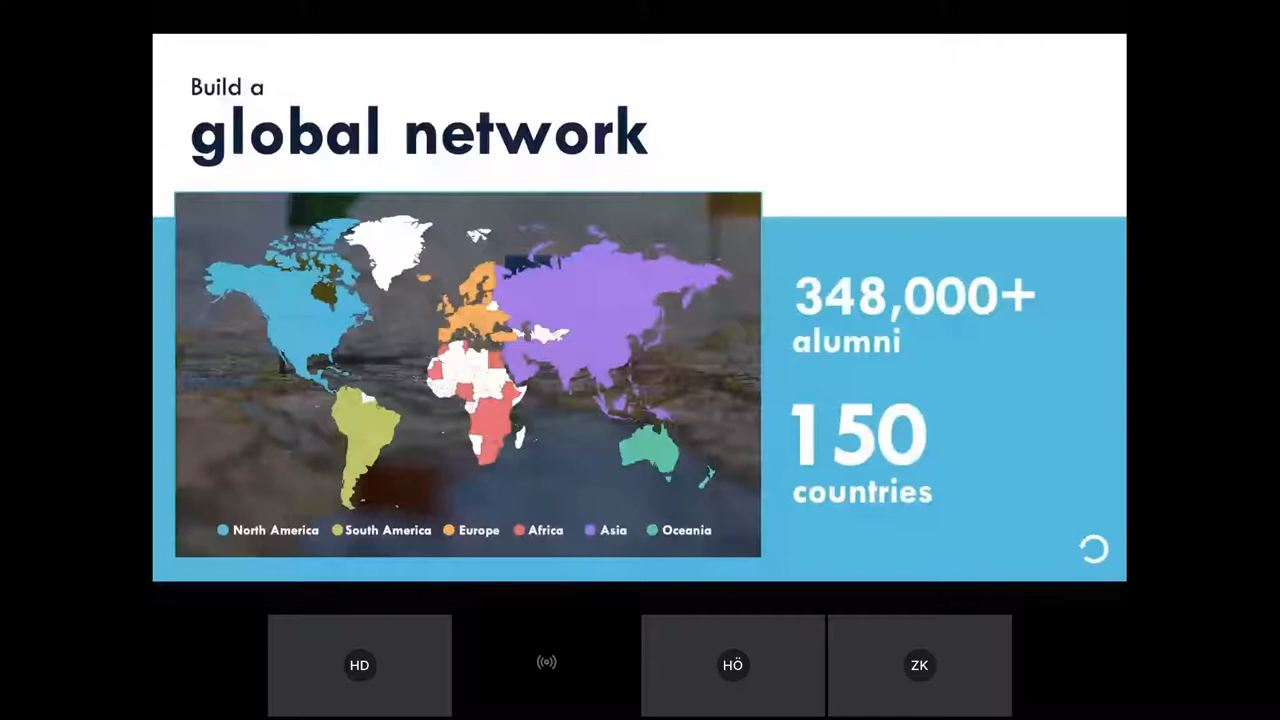 Build a
global network
348,000+
alumni
150
countries
North America South America Europe Africa Asia Oceania
HD HÖ ZK